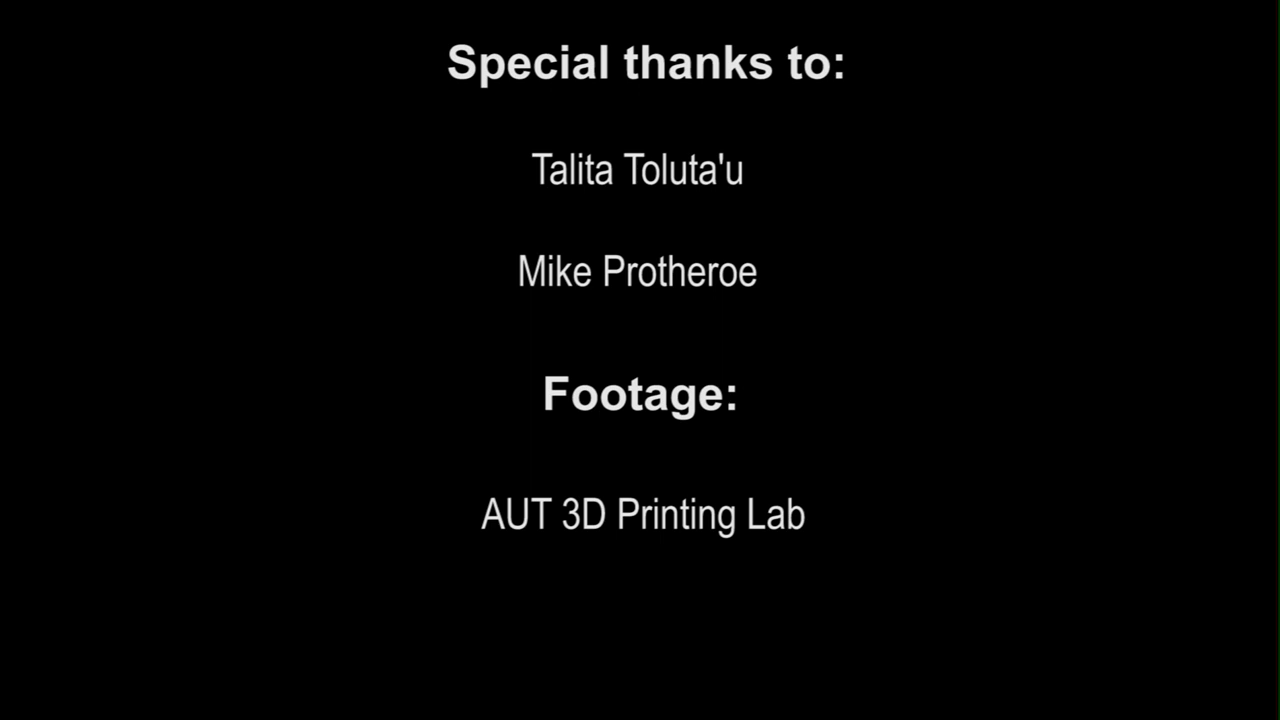 Special thanks to:
Talita Toluta'u
Mike Protheroe
Footage:
AUT 3D Printing Lab